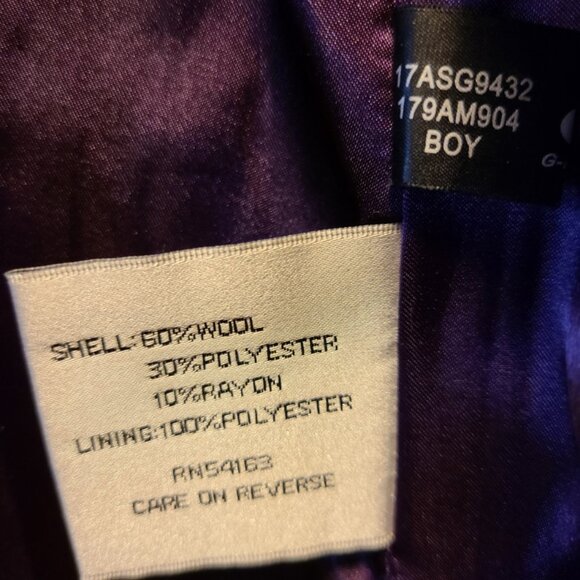 17ASG9432
179AM904
BOY
SHELL:60%WOOL
30%POLYESTER
10%RAYON
LINING:100%POLYESTER
RN54163
CARE ON REVERSE